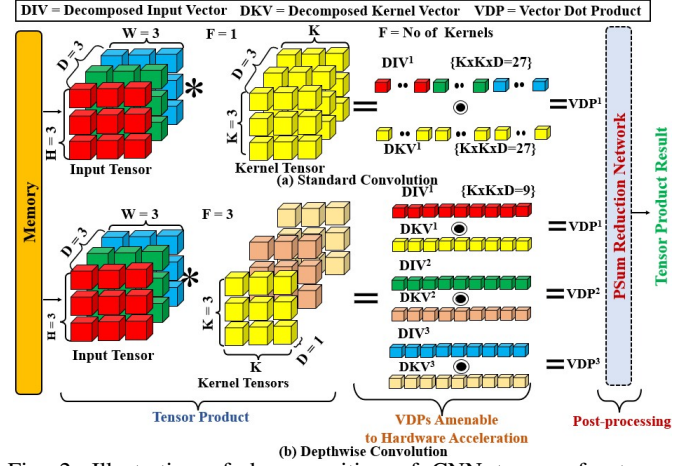 DIV = Decomposed Input Vector DKV = Decomposed Kernel Vector VDP = Vector Dot Product
W = 3
F = 1
K
F = No of Kernels
D = 3
D = 3
DIV¹ {KxKxD=27}
*
=
=VDP¹
H = 3
K = 3
DKV¹ {KxKxD=27}
Input Tensor
Kernel Tensor
(a) Standard Convolution
Memory
W = 3
F = 3
D = 3
DIV¹ {KxKxD=9}
DKV¹
=VDP¹
DIV²
*
=
DKV²
=VDP²
H = 3
K = 3
DIV³
DKV³
=VDP³
D = 1
Input Tensor
K
Kernel Tensors
PSum Reduction Network
Tensor Product Result
Tensor Product
VDPs Amenable
to Hardware Acceleration
Post-processing
(b) Depthwise Convolution